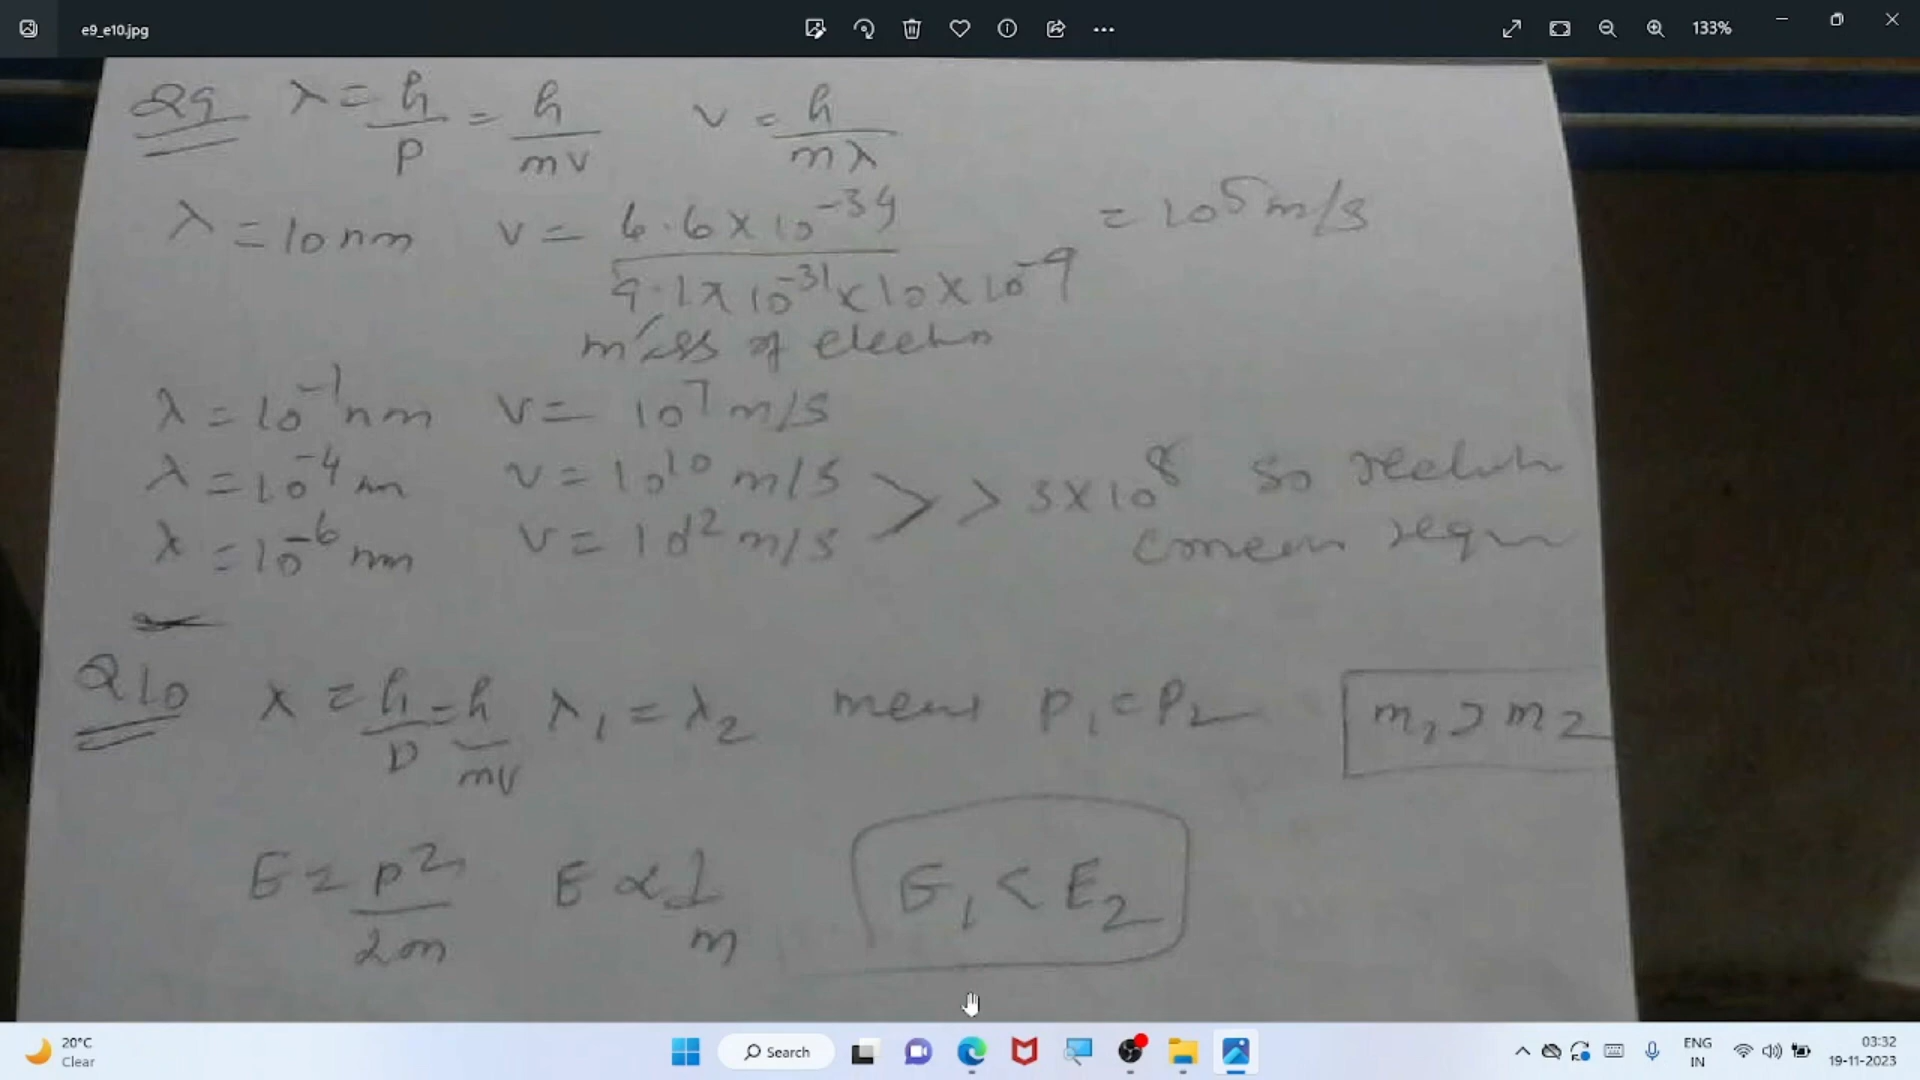 e9_e10.jpg
133%
Q9 λ = h/p = h/mv v = h/mλ
λ = 10 nm v = 6.6 x 10^-34 / 9.1 x 10^-31 x 10 x 10^-9 = 10^5 m/s
mass of electron
λ = 10^-1 nm v = 10^7 m/s
λ = 10^-4 m v = 10^10 m/s > > 3 x 10^8 so
λ = 10^-6 nm v = 10^12 m/s
Q10 λ = h/p = h/mv λ1 = λ2 means p1 = p2 m1 > m2
E = p^2/2m E ∝ 1/m E1 < E2
20°C
Clear
Search
ENG
IN
03:32
19-11-2023